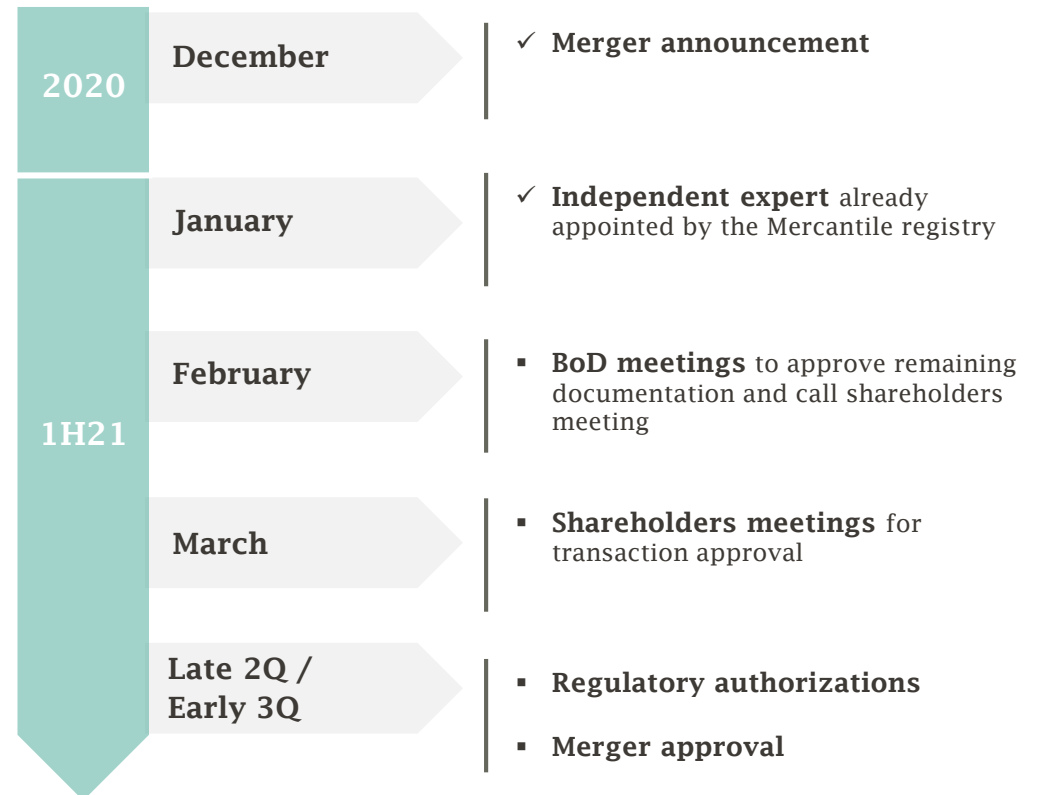 2020
December
✓ Merger announcement
1H21
January
✓ Independent expert already
appointed by the Mercantile registry
February
▪ BoD meetings to approve remaining
documentation and call shareholders
meeting
March
▪ Shareholders meetings for
transaction approval
Late 2Q /
Early 3Q
▪ Regulatory authorizations
▪ Merger approval